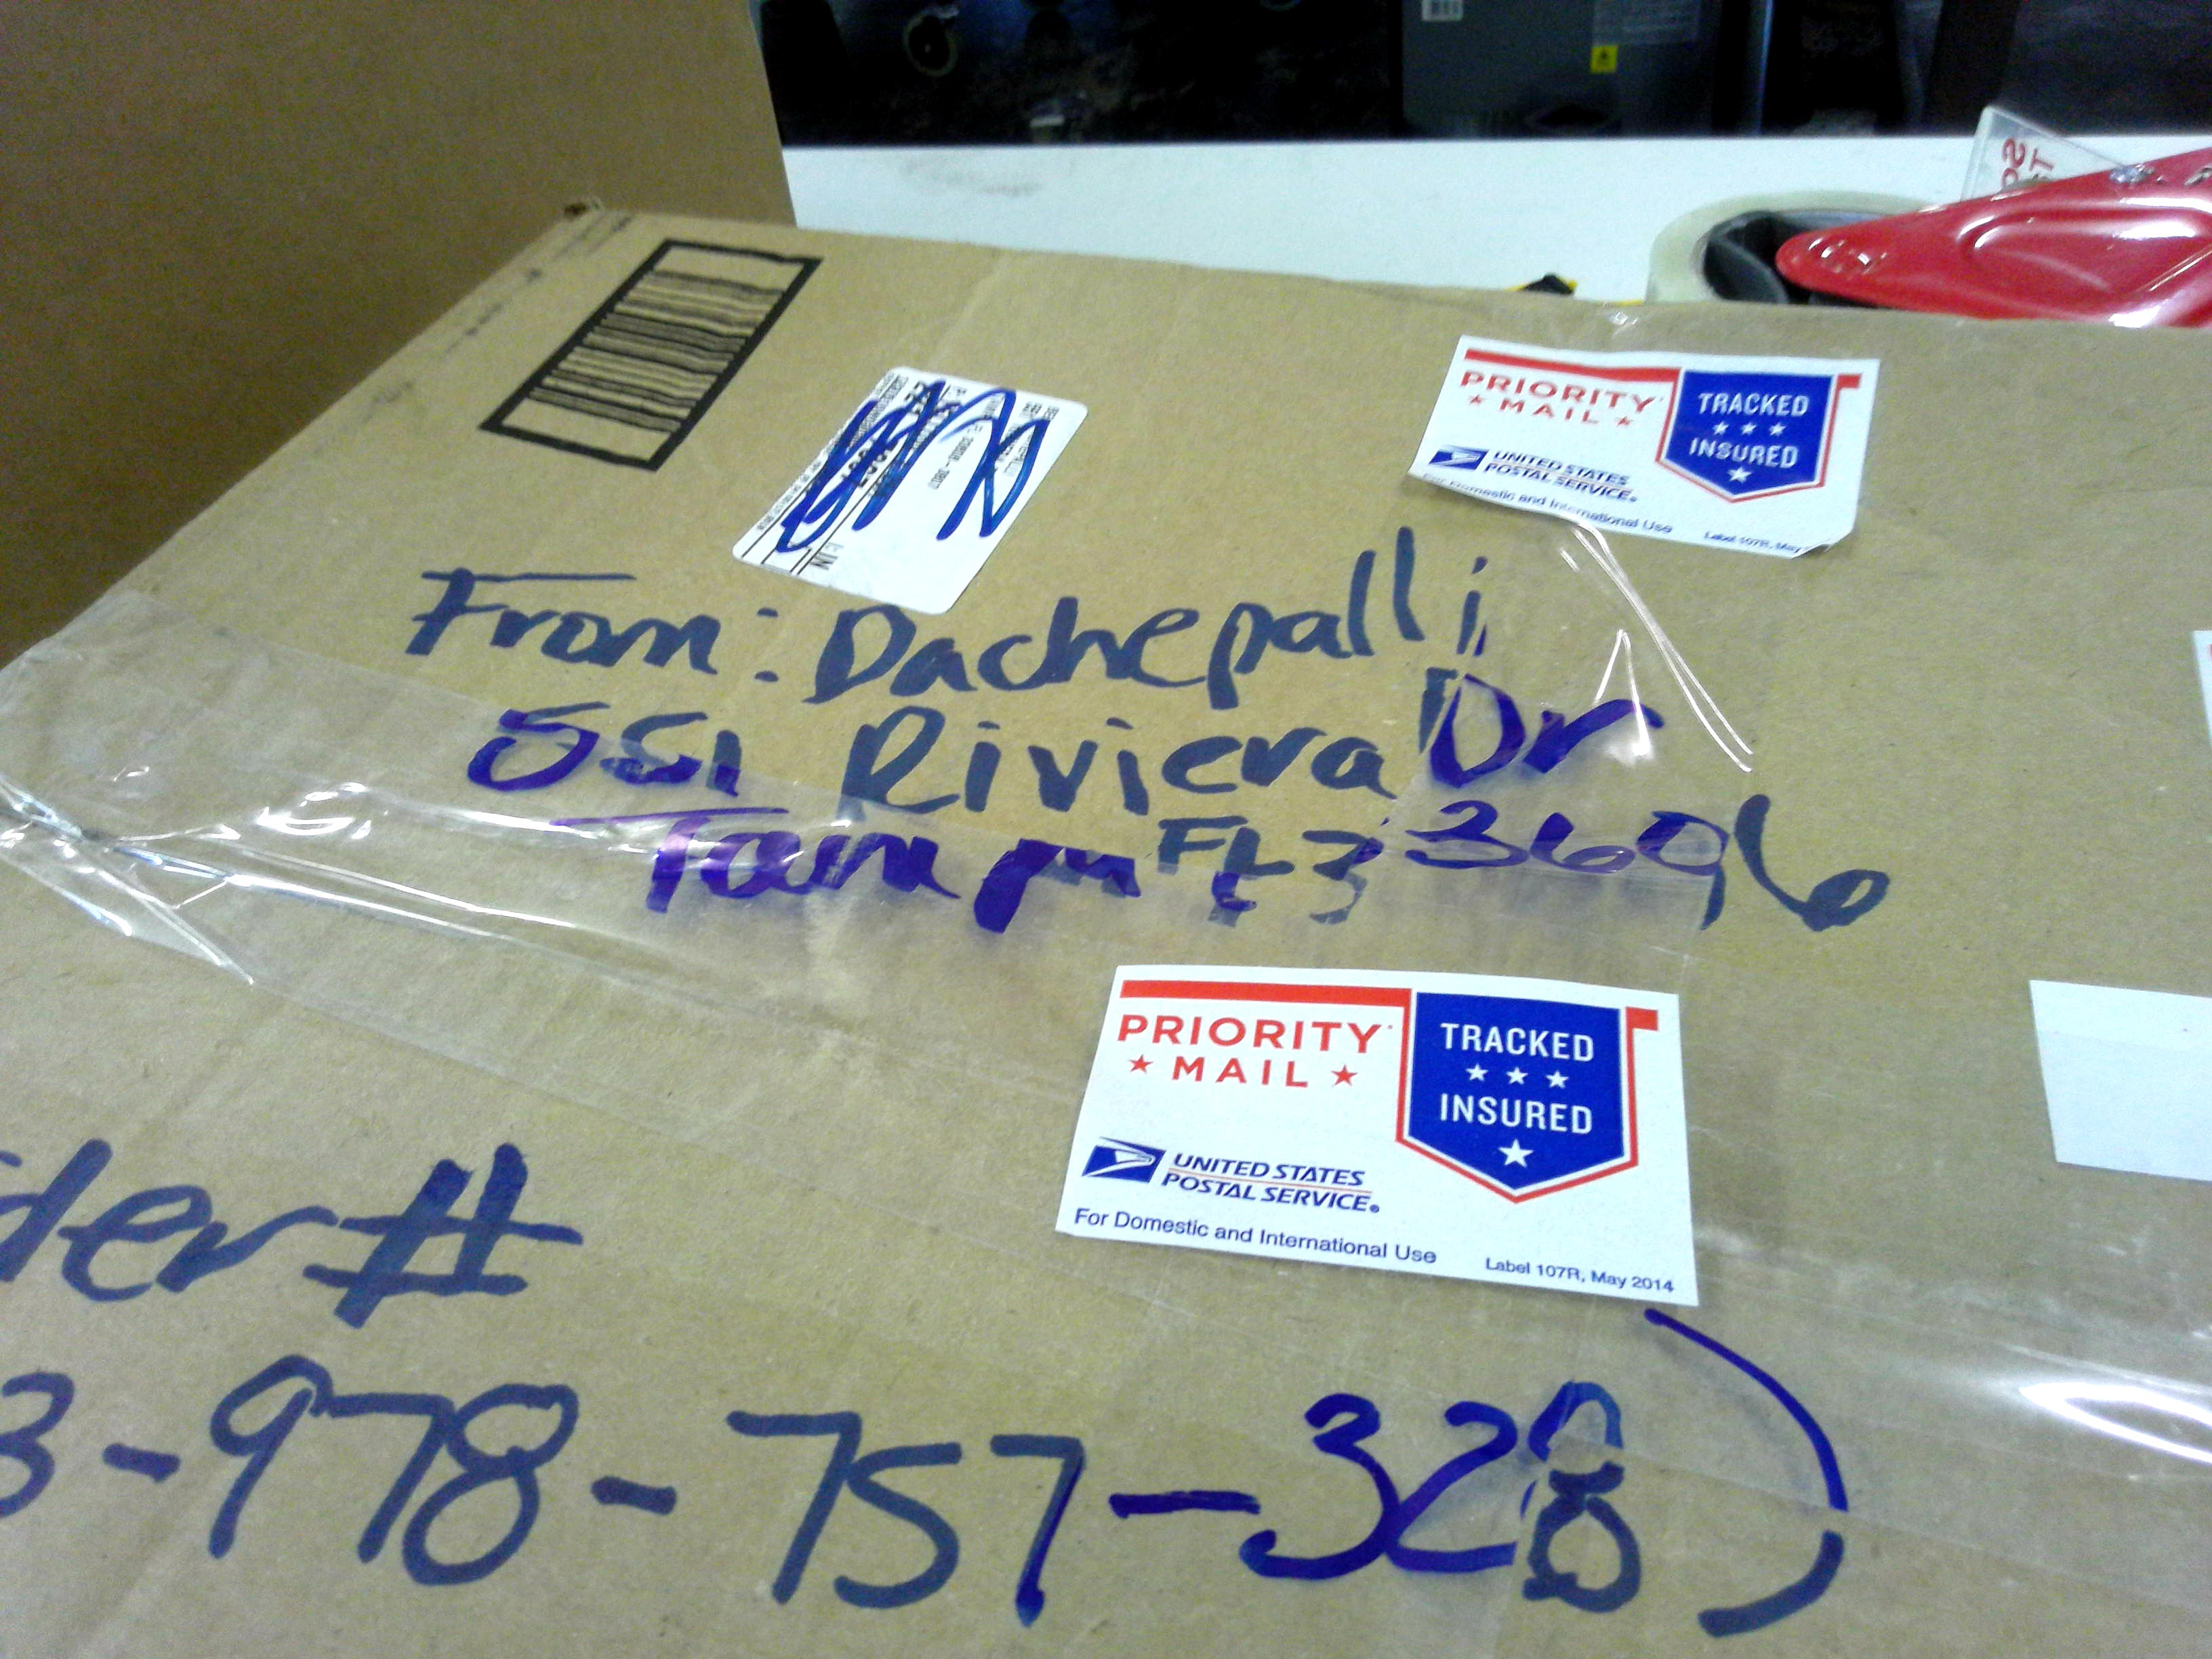 PRIORITY
★ MAIL ★
TRACKED
★ ★ ★
INSURED
★
UNITED STATES
POSTAL SERVICE®
For Domestic and International Use
Label 107R, May
From: Dachepalli
551 Riviera Dr
Tampa FL 33606
PRIORITY
★ MAIL ★
TRACKED
★ ★ ★
INSURED
★
UNITED STATES
POSTAL SERVICE®
For Domestic and International Use
Label 107R, May 2014
der #
3-978-757-328)